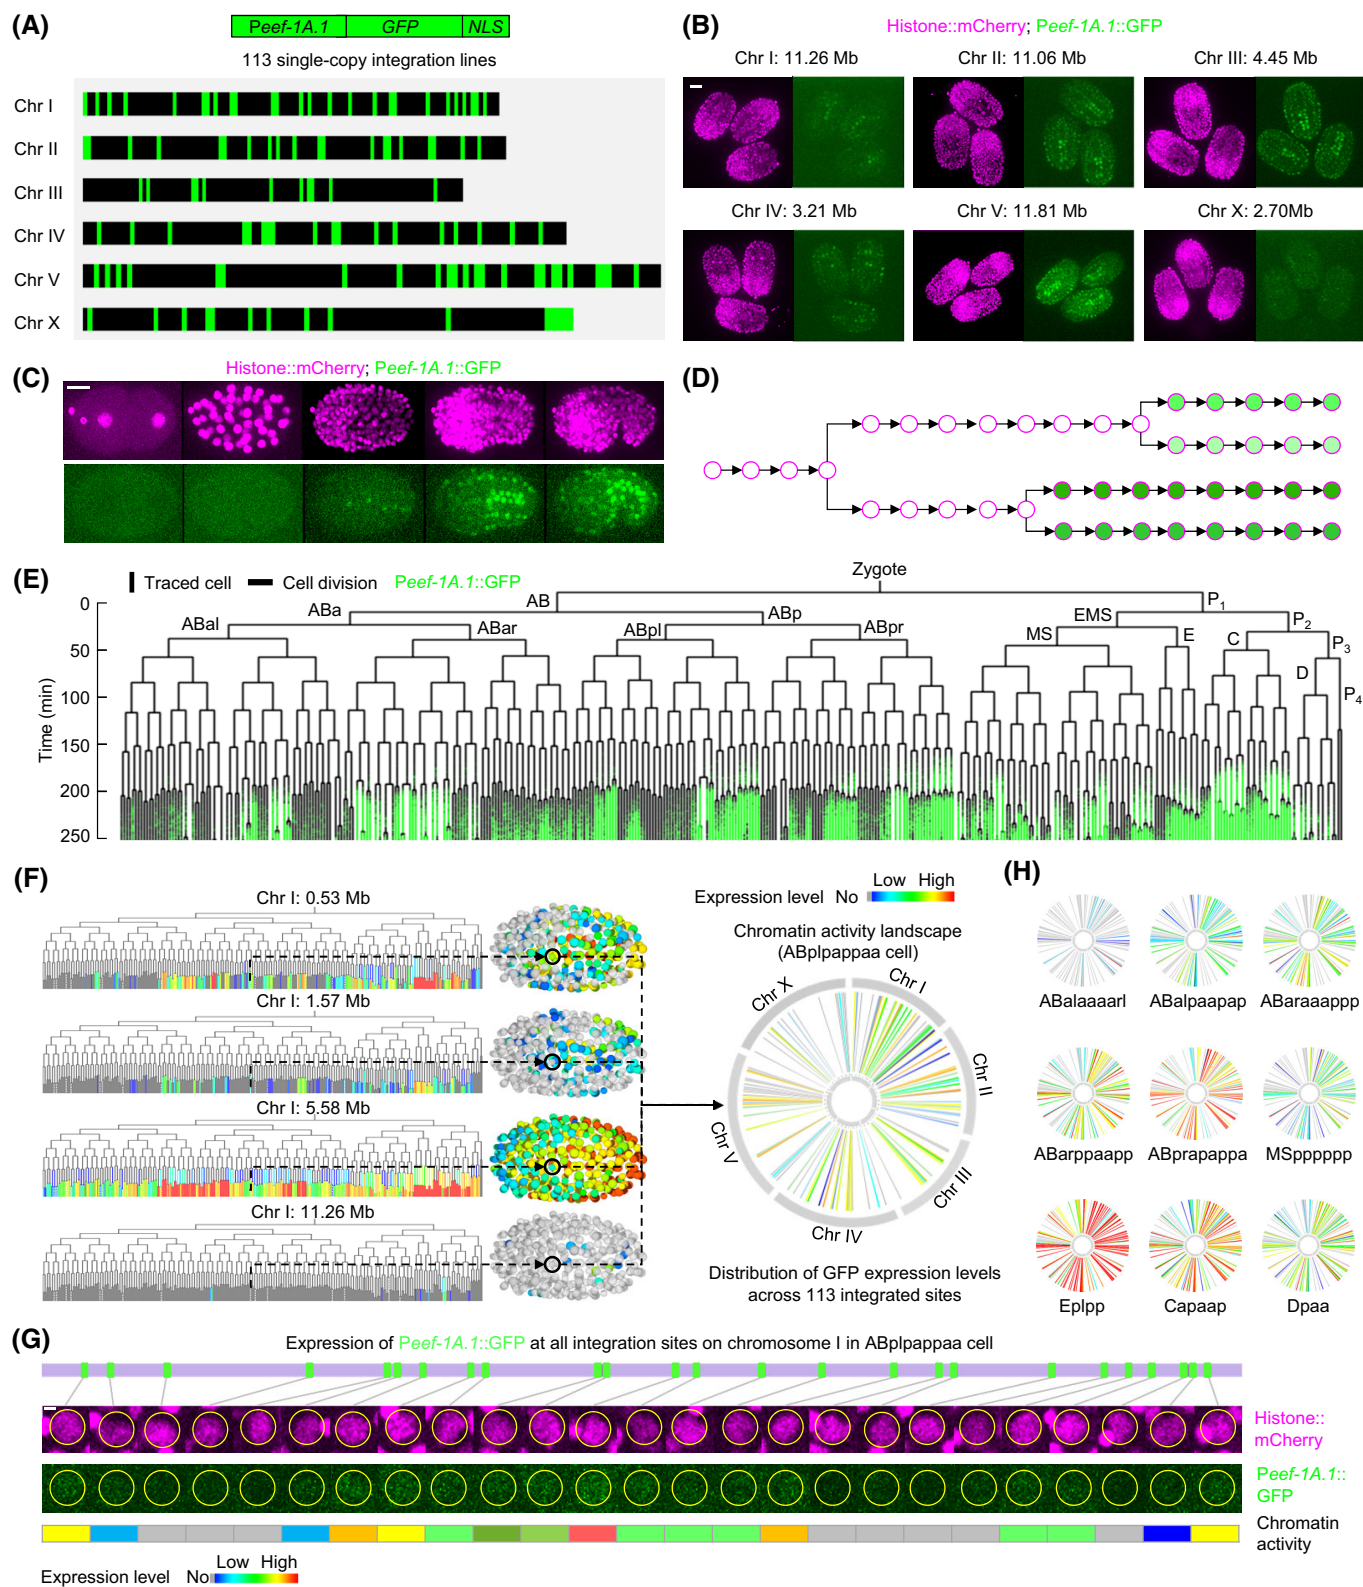 (A)
Peef-1A.1 GFP NLS
113 single-copy integration lines
Chr I
Chr II
Chr III
Chr IV
Chr V
Chr X
(B)
Histone::mCherry; Peef-1A.1::GFP
Chr I: 11.26 Mb
Chr II: 11.06 Mb
Chr III: 4.45 Mb
Chr IV: 3.21 Mb
Chr V: 11.81 Mb
Chr X: 2.70Mb
(C)
Histone::mCherry; Peef-1A.1::GFP
(D)
(E)
Traced cell
Cell division
Peef-1A.1::GFP
Time (min)
0
50
100
150
200
250
Zygote
AB
P1
ABa
ABp
EMS
P2
ABal
ABar
ABpl
ABpr
MS
E
C
P3
D
P4
(F)
Chr I: 0.53 Mb
Chr I: 1.57 Mb
Chr I: 5.58 Mb
Chr I: 11.26 Mb
Low High
Expression level No
Chromatin activity landscape
(ABplpappaa cell)
Chr I
Chr II
Chr III
Chr IV
Chr V
Chr X
Distribution of GFP expression levels
across 113 integrated sites
(H)
ABalaaaarl
ABalpaapap
ABaraaappp
ABarppaapp
ABprapappa
MSpppppp
Eplpp
Capaap
Dpaa
(G)
Expression of Peef-1A.1::GFP at all integration sites on chromosome I in ABplpappaa cell
Histone::
mCherry
Peef-1A.1::
GFP
Chromatin
activity
Low High
Expression level No